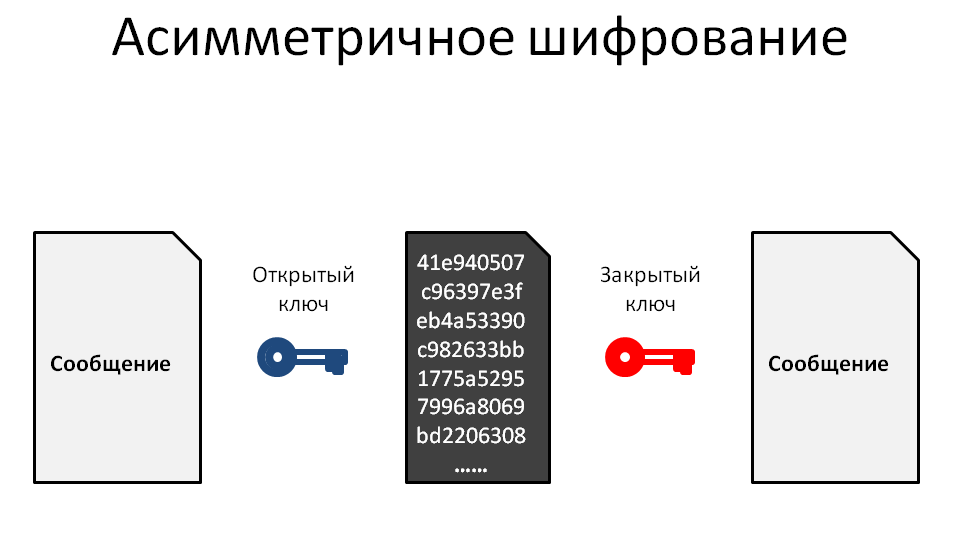 Асимметричное шифрование
Сообщение
Открытый
ключ
41e940507
c96397e3f
eb4a53390
c982633bb
1775a5295
7996a8069
bd2206308
......
Закрытый
ключ
Сообщение